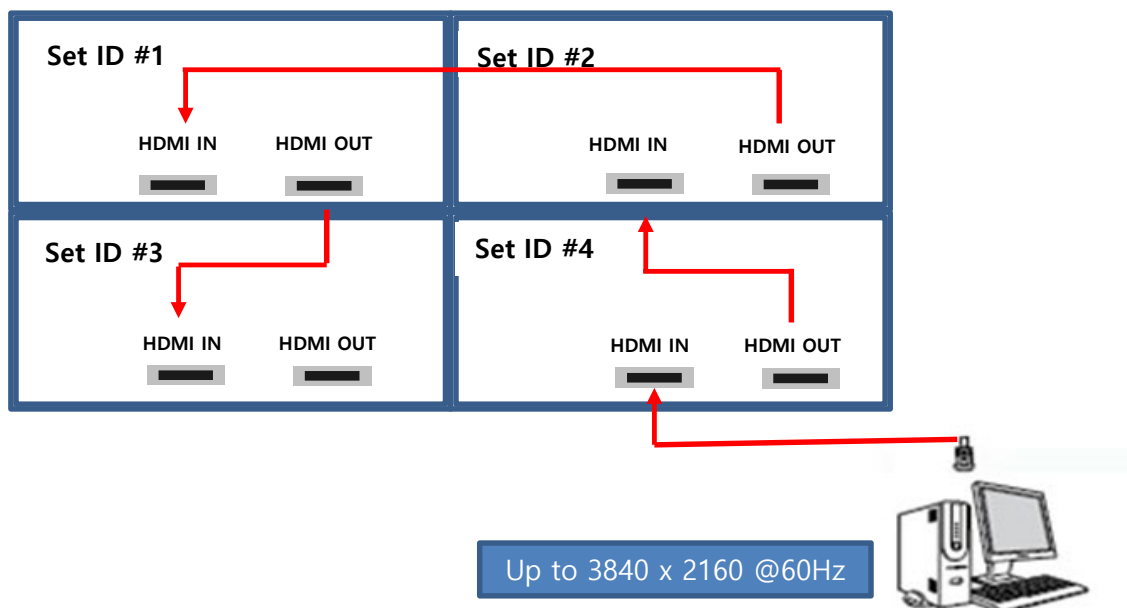 Set ID #1
HDMI IN HDMI OUT
Set ID #2
HDMI IN HDMI OUT
Set ID #3
HDMI IN HDMI OUT
Set ID #4
HDMI IN HDMI OUT
Up to 3840 x 2160 @60Hz